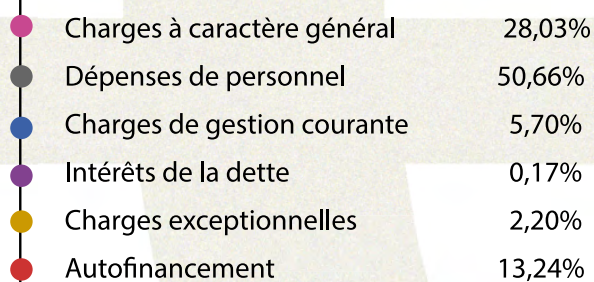 Charges à caractère général 28,03%
Dépenses de personnel 50,66%
Charges de gestion courante 5,70%
Intérêts de la dette 0,17%
Charges exceptionnelles 2,20%
Autofinancement 13,24%